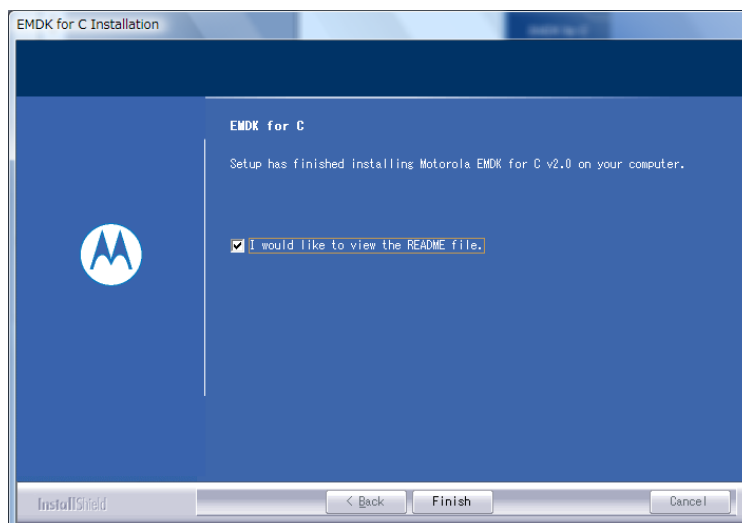 EMDK for C Installation
EMDK for C
Setup has finished installing Motorola EMDK for C v2.0 on your computer.
I would like to view the README file.
InstallShield
< Back
Finish
Cancel